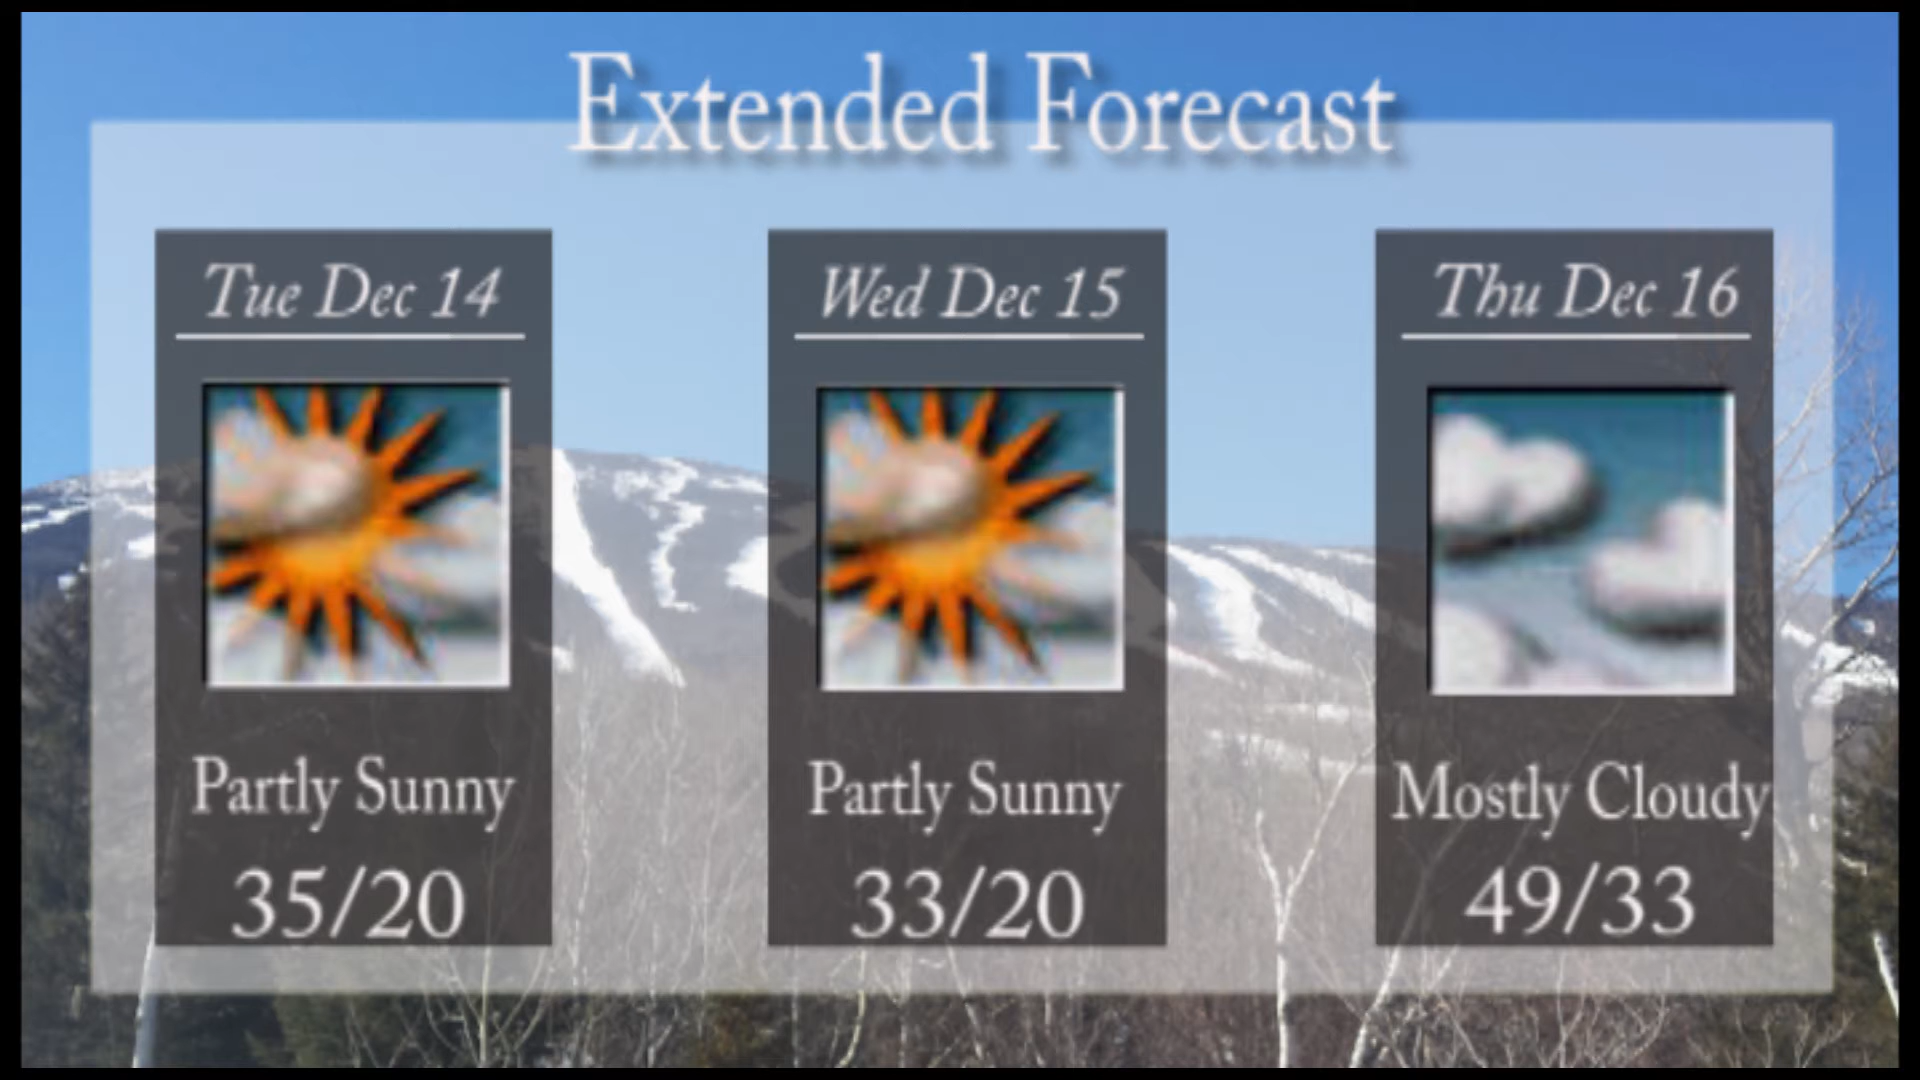 Extended Forecast
Tue Dec 14
Partly Sunny
35/20
Wed Dec 15
Partly Sunny
33/20
Thu Dec 16
Mostly Cloudy
49/33